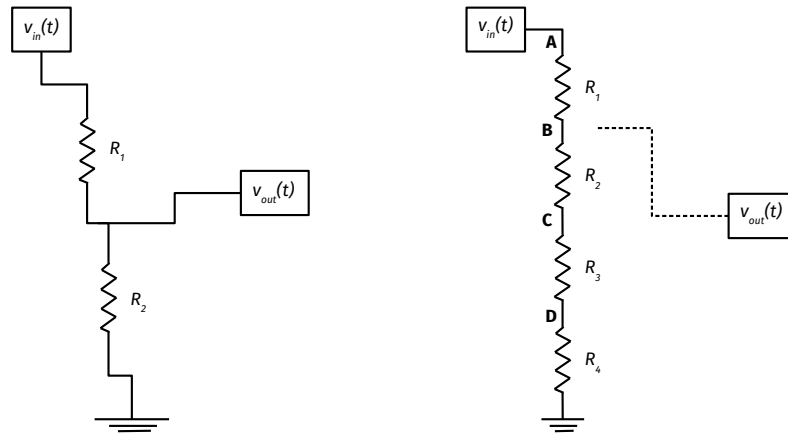 v_in(t)
R_1
v_out(t)
R_2
v_in(t)
A
R_1
B
R_2
C
v_out(t)
R_3
D
R_4